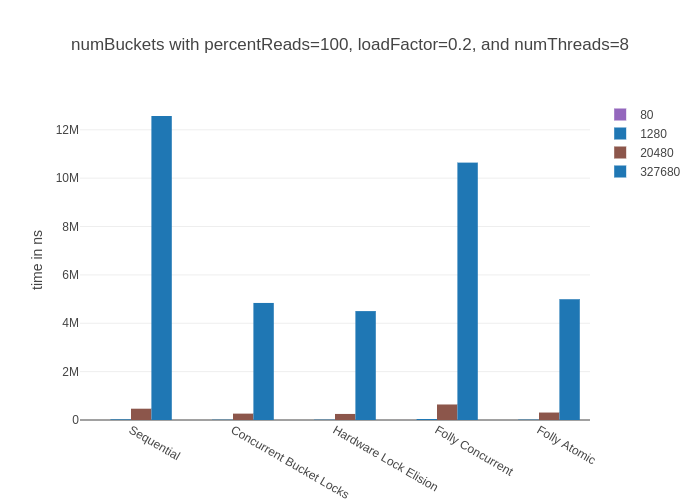 numBuckets with percentReads=100, loadFactor=0.2, and numThreads=8
80
1280
20480
327680
time in ns
12M
10M
8M
6M
4M
2M
0
Sequential
Concurrent Bucket Locks
Hardware Lock Elision
Folly Concurrent
Folly Atomic